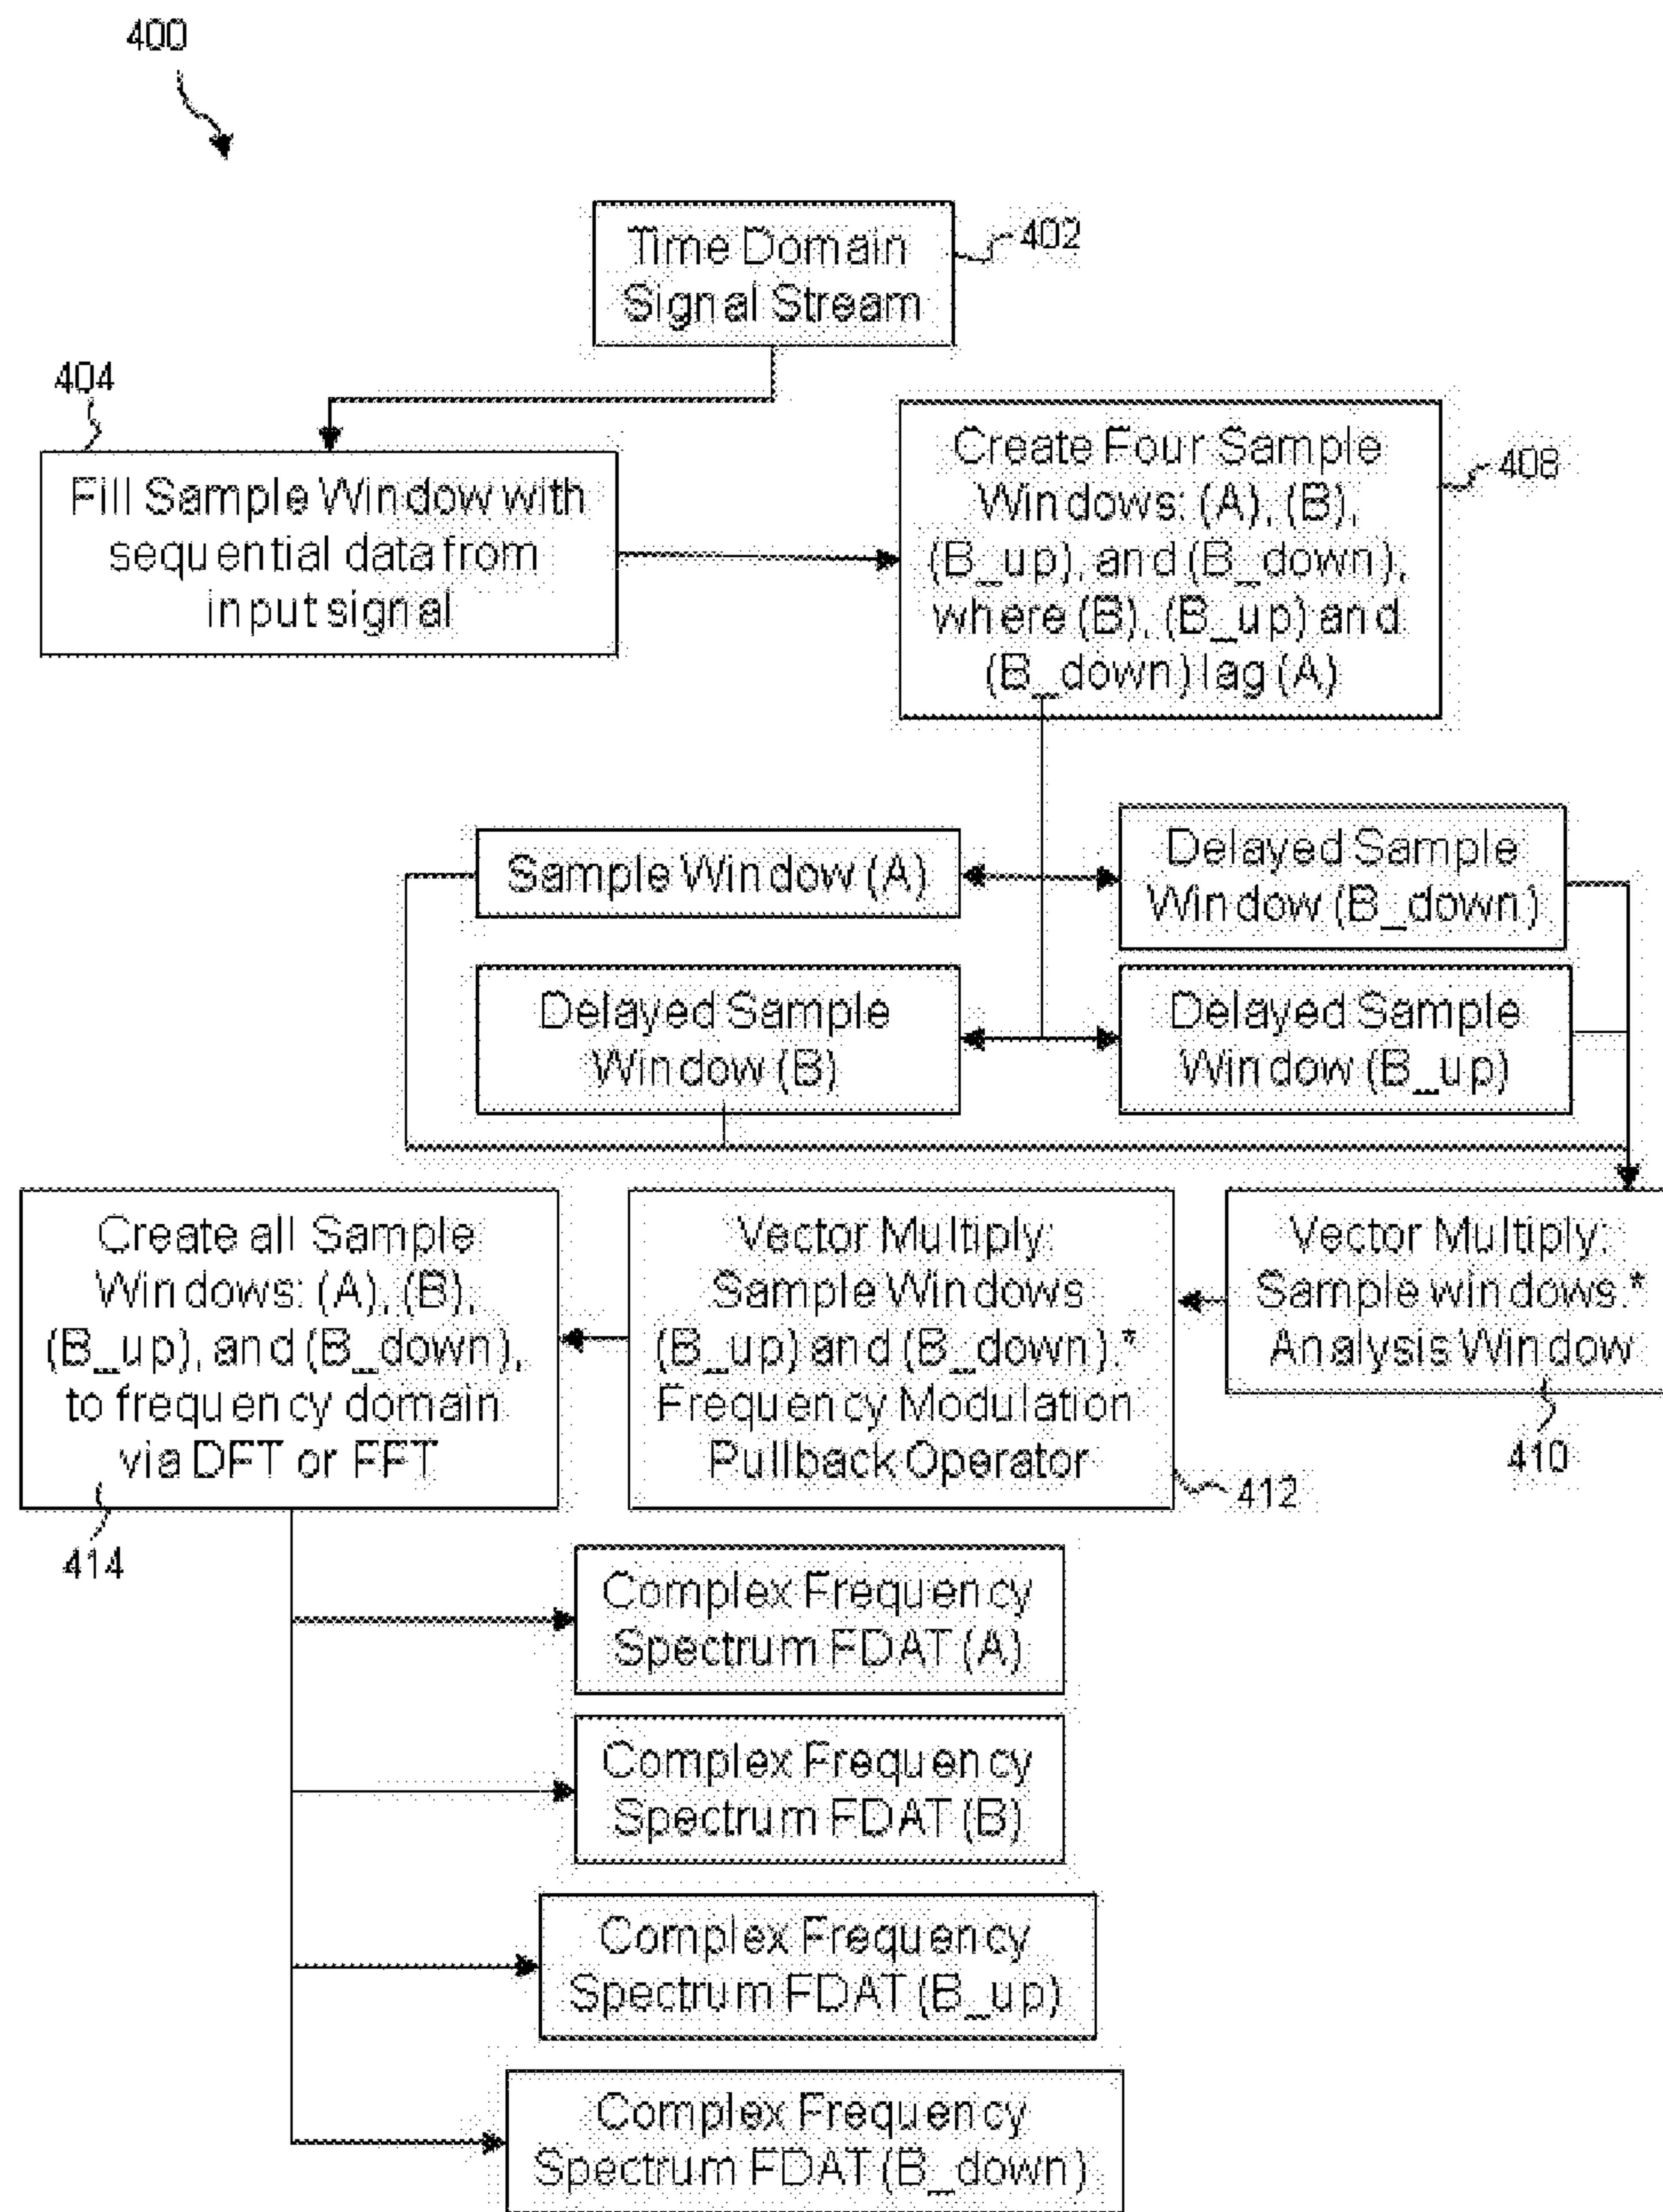 400
Time Domain
Signal Stream
402
404
Fill Sample Window with
sequential data from
input signal
Create Four Sample
Windows: (A), (B),
(B_up), and (B_down),
where (B), (B_up) and
(B_down) lag (A)
408
Sample Window (A)
Delayed Sample
Window (B_down)
Delayed Sample
Window (B)
Delayed Sample
Window (B_up)
Create all Sample
Windows: (A), (B),
(B_up), and (B_down),
to frequency domain
via DFT or FFT
414
Vector Multiply:
Sample Windows
(B_up) and (B_down).*
Frequency Modulation
Pullback Operator
412
Vector Multiply:
Sample windows.*
Analysis Window
410
Complex Frequency
Spectrum FDAT (A)
Complex Frequency
Spectrum FDAT (B)
Complex Frequency
Spectrum FDAT (B_up)
Complex Frequency
Spectrum FDAT (B_down)